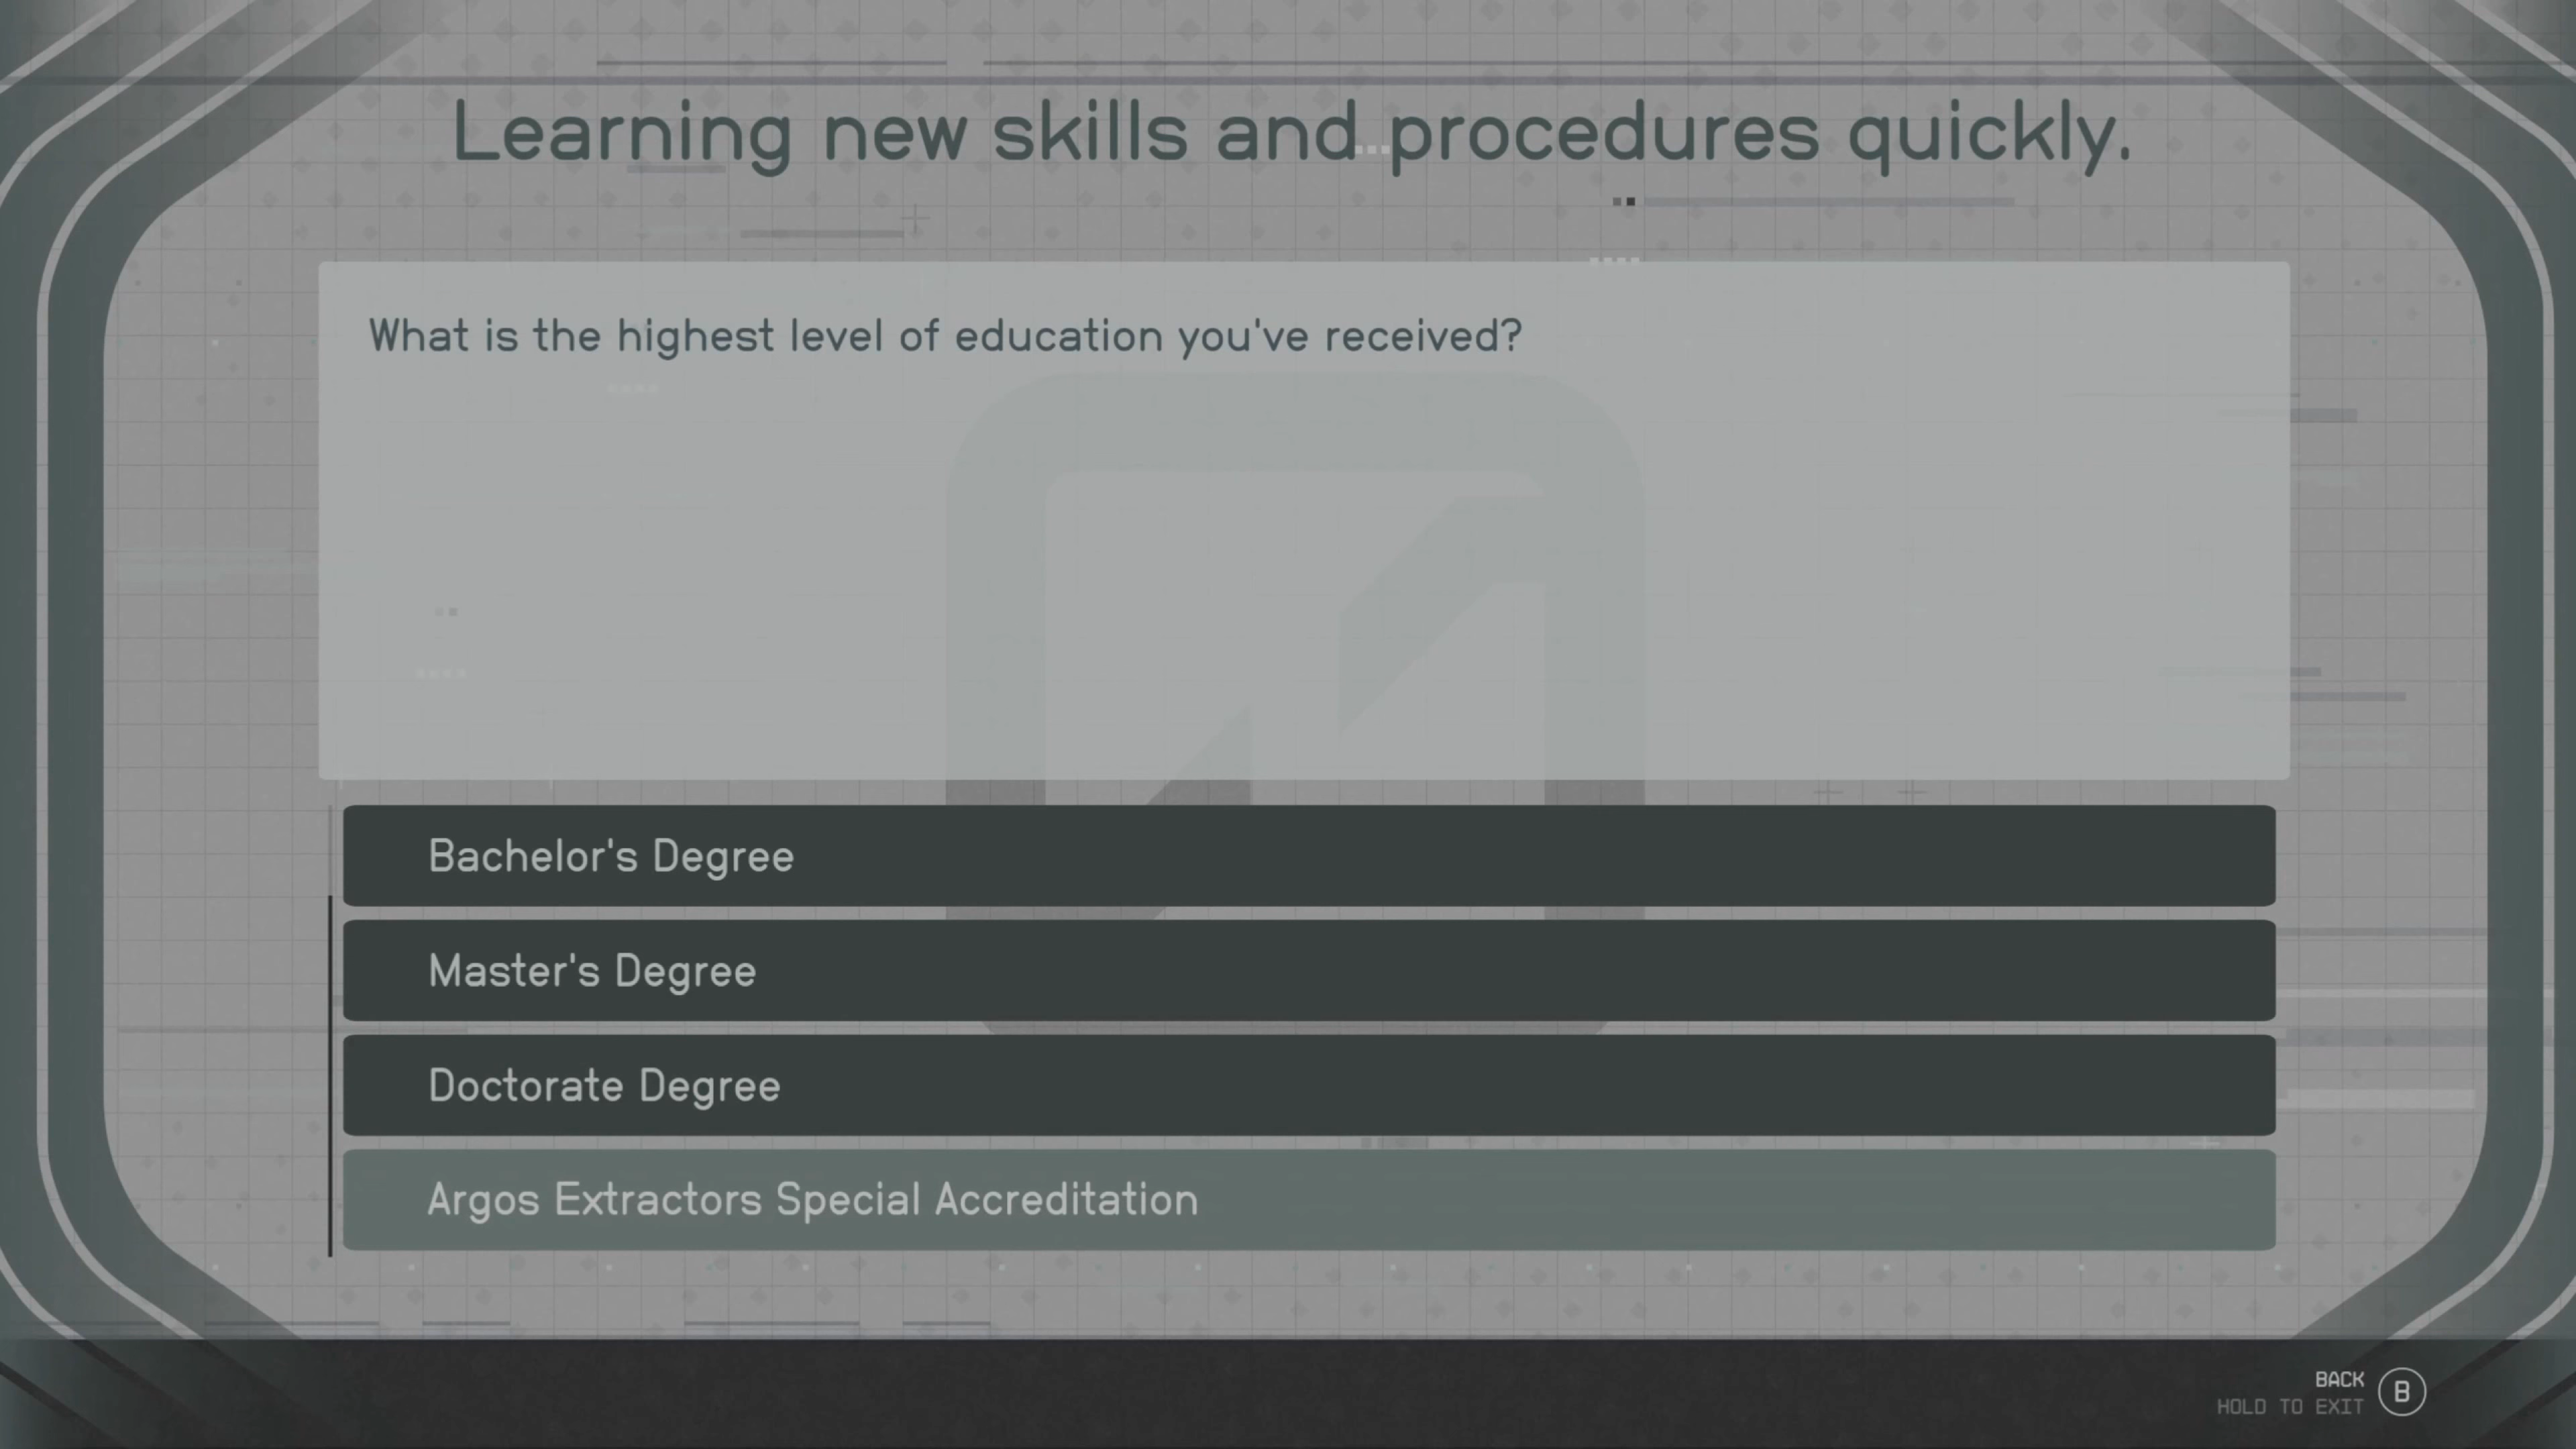 Learning new skills and procedures quickly.
What is the highest level of education you've received?
Bachelor's Degree
Master's Degree
Doctorate Degree
Argos Extractors Special Accreditation
BACK
HOLD TO EXIT
B